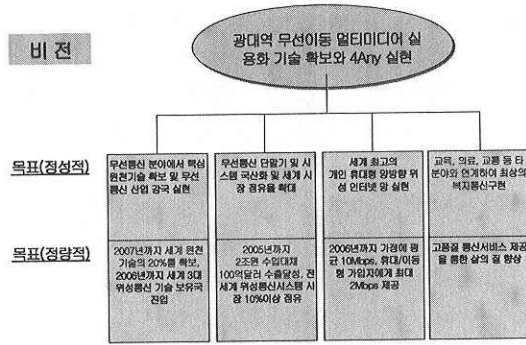 비 전
광대역 무선이동 멀티미디어 실
용화 기술 확보와 4Any 실현
목표(정성적)
무선통신 분야에서 핵심
원천기술 확보 및 무선
통신 산업 강국 실현
무선통신 단말기 및 시
스템 국산화 및 세계 시
장 점유율 확대
세계 최고의
개인 휴대형 양방향 위
성 인터넷 망 실현
교육, 의료, 교통 등 타
분야와 연계하여 최상의
복지통신구현
목표(정량적)
2007년까지 세계 원천
기술의 20%를 확보,
2006년까지 세계 3대
위성통신 기술 보유국
진입
2005년까지
2조원 수입대체
100억달러 수출달성, 전
세계 위성통신시스템 시
장 10%이상 점유
2006년까지 가정에 평
균 10Mbps, 휴대/이동
형 가입자에게 최대
2Mbps 제공
고품질 통신서비스 제공
을 통한 삶의 질 향상